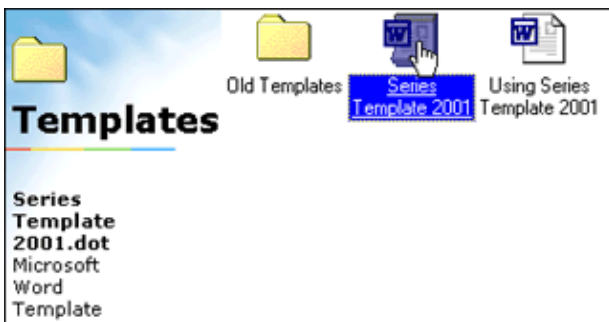 Templates
Series
Template
2001.dot
Microsoft
Word
Template
Old Templates
Series
Template 2001
Using Series
Template 2001